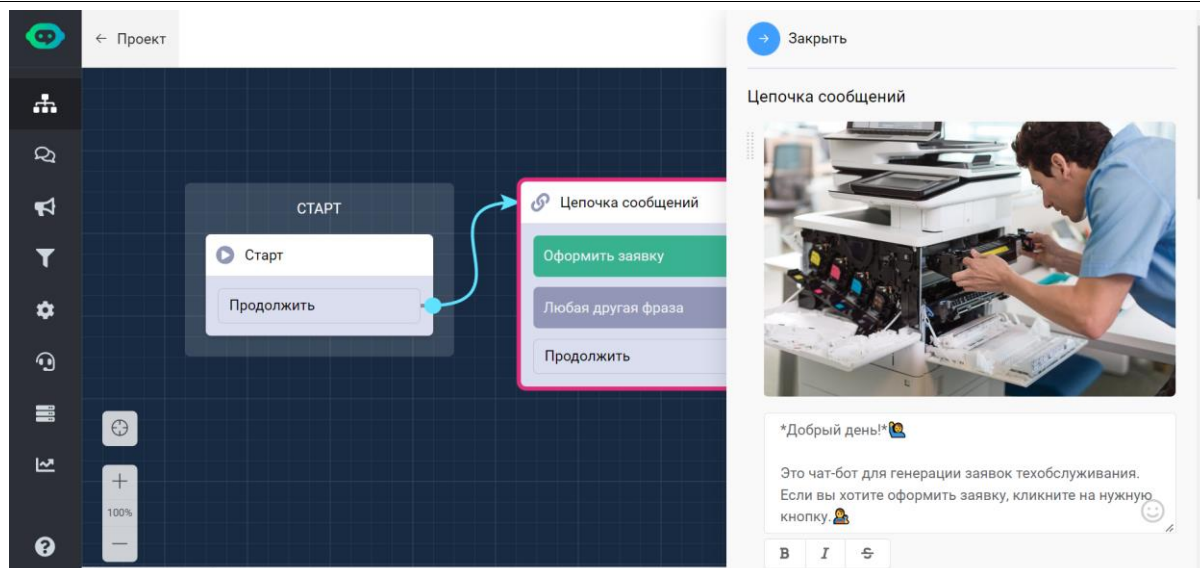 ← Проект
СТАРТ
Старт
Продолжить
Цепочка сообщений
Оформить заявку
Любая другая фраза
Продолжить
100%
Закрыть
Цепочка сообщений
*Добрый день!*🙋‍♂️
Это чат-бот для генерации заявок техобслуживания.
Если вы хотите оформить заявку, кликните на нужную
кнопку.💁‍♂️
B I S